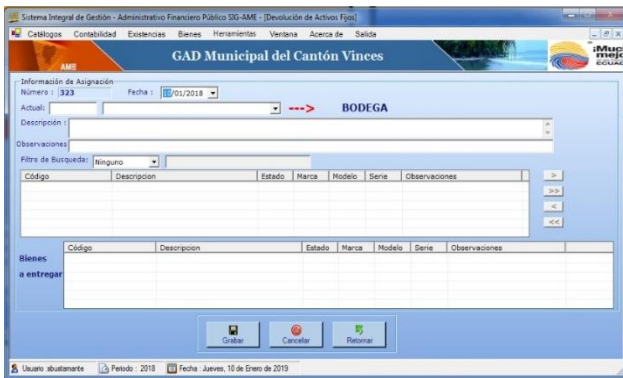 Sistema Integral de Gestión - Administrativo Financiero Público SIG-AME - [Devolución de Activos Fijos]
Catálogos Contabilidad Existencias Bienes Herramientas Ventana Acerca de Salida
AME
GAD Municipal del Cantón Vinces
¡Muc
mejo
ECUAD
Información de Asignación
Número : 323 Fecha : /01/2018
Actual: ---> BODEGA
Descripción :
Observaciones
Filtro de Busqueda: Ninguno
Código Descripcion Estado Marca Modelo Serie Observaciones
>
>>
<
<<
Código Descripcion Estado Marca Modelo Serie Observaciones
Bienes
a entregar
Grabar Cancelar Retornar
Usuario :sbustamante Periodo : 2018 Fecha : Jueves, 10 de Enero de 2019